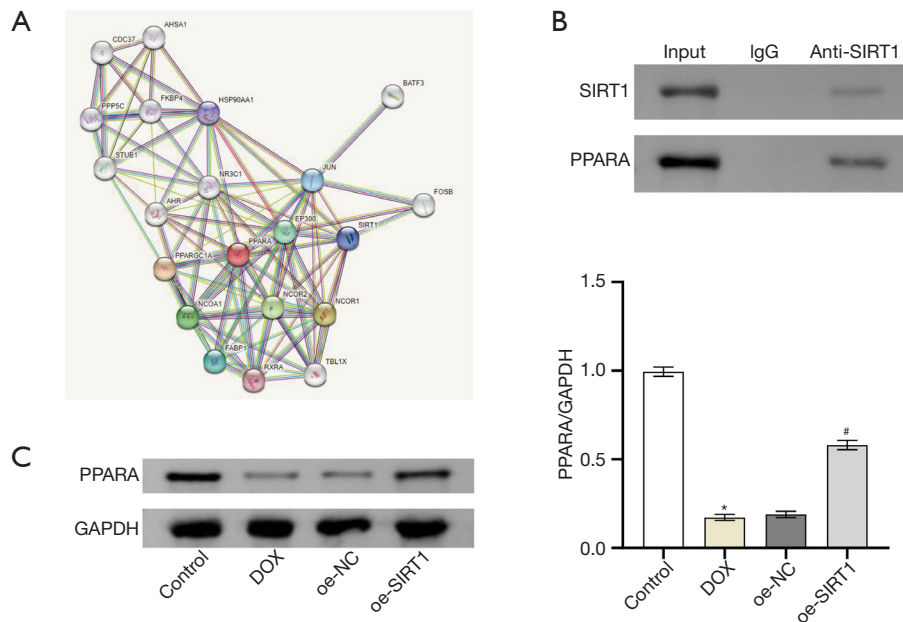 A
AHSA1
CDC37
HSP90AA1
BATF3
FKBP4
PPP5C
STUB1
JUN
NR3C1
FOSB
AHR
EP300
SIRT1
PPARA
PPARGC1A
NCOR2
NCOA1
NCOR1
FABP1
TBL1X
RXRA
B
Input IgG Anti-SIRT1
SIRT1
PPARA
C
PPARA
GAPDH
Control DOX oe-NC oe-SIRT1
PPARA/GAPDH
1.5
1.0
0.5
0.0
*
#
Control DOX oe-NC oe-SIRT1